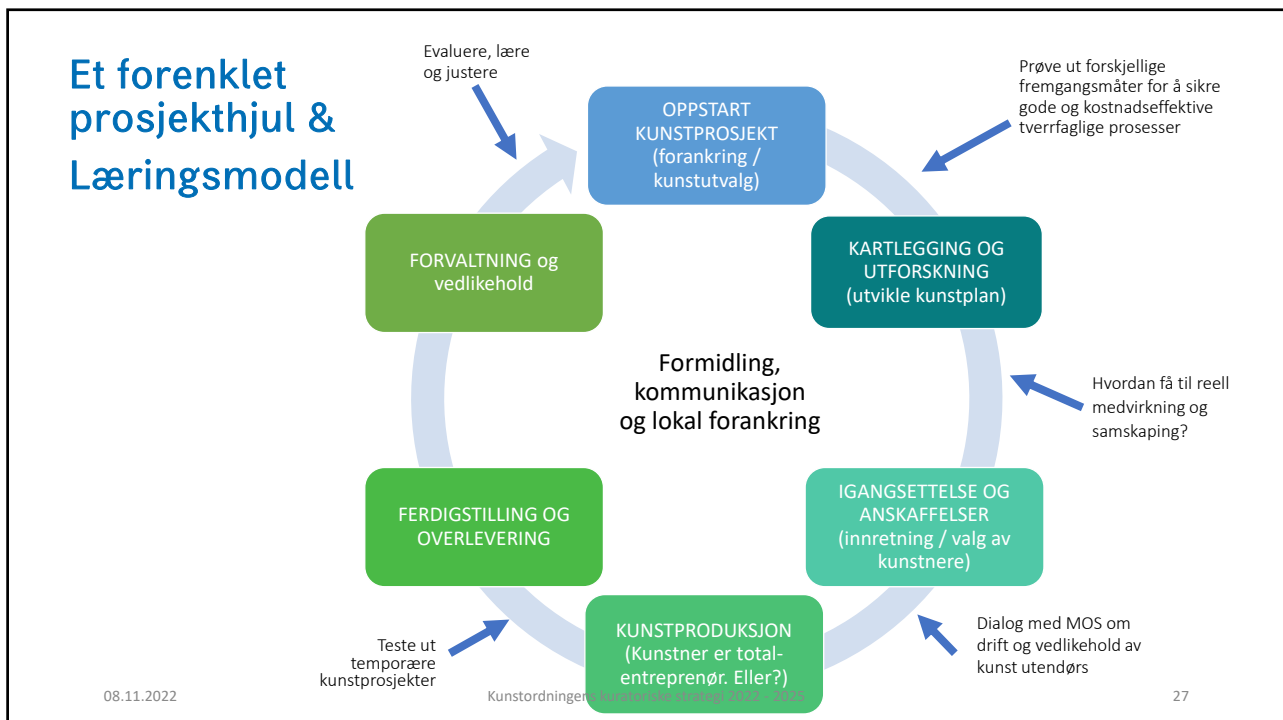 Et forenklet
prosjekthjul &
Læringsmodell
Evaluere, lære
og justere
OPPSTART
KUNSTPROSJEKT
(forankring /
kunstutvalg)
Prøve ut forskjellige
fremgangsmåter for å sikre
gode og kostnadseffektive
tverrfaglige prosesser
FORVALTNING og
vedlikehold
KARTLEGGING OG
UTFORSKNING
(utvikle kunstplan)
Formidling,
kommunikasjon
og lokal forankring
Hvordan få til reell
medvirkning og
samskaping?
FERDIGSTILLING OG
OVERLEVERING
IGANGSETTELSE OG
ANSKAFFELSER
(innretning / valg av
kunstnere)
Teste ut
temporære
kunstprosjekter
KUNSTPRODUKSJON
(Kunstner er total-
entreprenør. Eller?)
Dialog med MOS om
drift og vedlikehold av
kunst utendørs
08.11.2022
Kunstordningens kuratoriske strategi 2022 - 2025
27